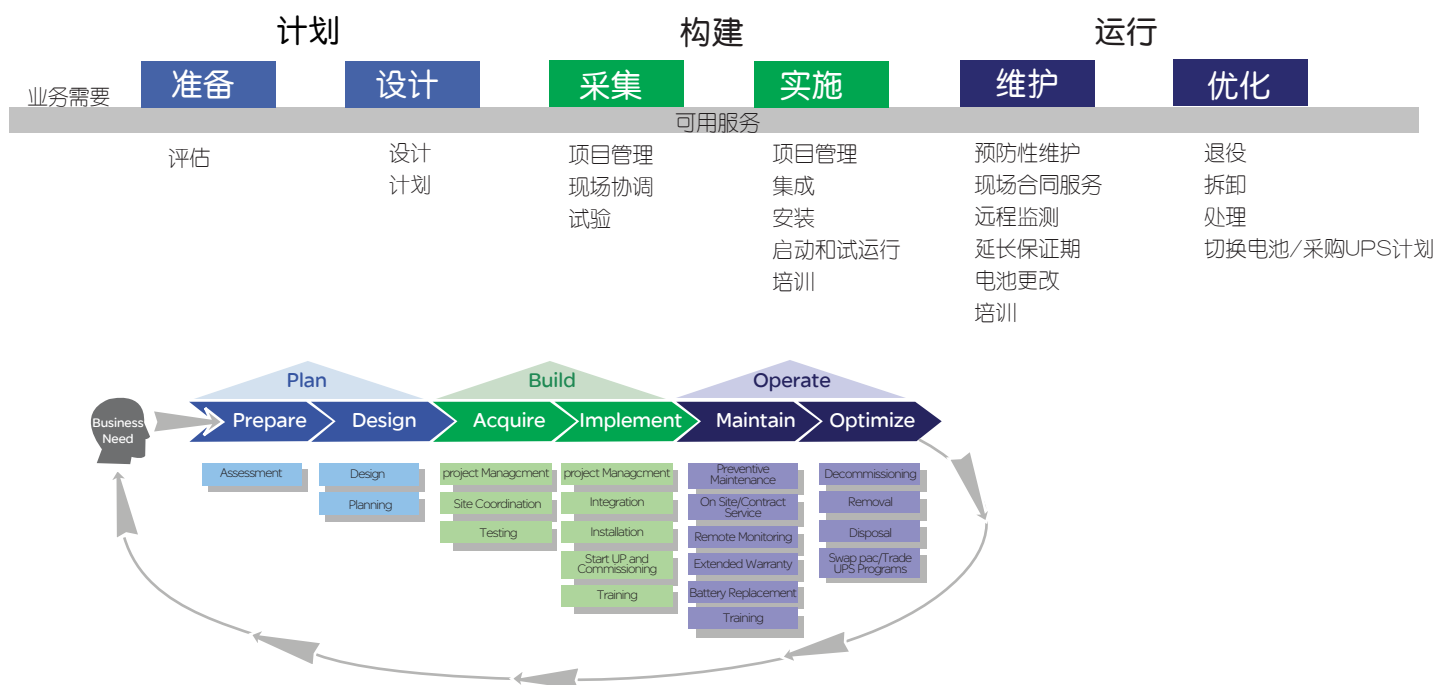 计划
构建
运行
业务需要
准备
设计
采集
实施
维护
优化
可用服务
评估
设计
计划
项目管理
现场协调
试验
项目管理
集成
安装
启动和试运行
培训
预防性维护
现场合同服务
远程监测
延长保证期
电池更改
培训
退役
拆卸
处理
切换电池/采购UPS计划
Plan
Build
Operate
Business
Need
Prepare
Design
Acquire
Implement
Maintain
Optimize
Assessment
Design
Planning
project Managcment
Site Coordination
Testing
project Managcment
Integration
Installation
Start UP and
Commissioning
Training
Preventive
Maintenance
On Site/Contract
Service
Remote Monitoring
Extended Warranty
Battery Replacement
Training
Decommissioning
Removal
Disposal
Swap pac/Trade
UPS Programs